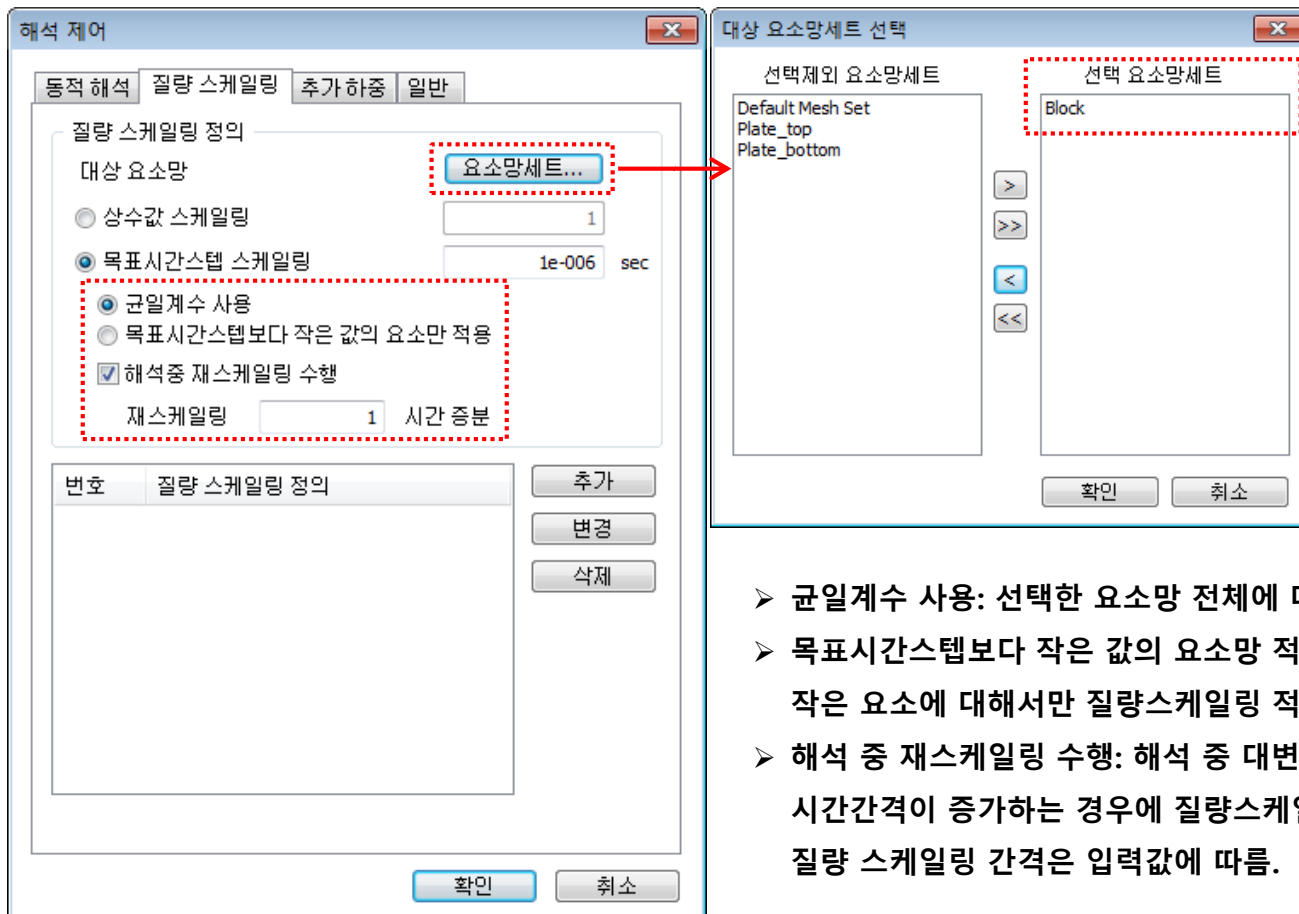 해석 제어
동적 해석 질량 스케일링 추가 하중 일반
질량 스케일링 정의
대상 요소망 요소망세트...
상수값 스케일링 1
목표시간스텝 스케일링 1e-006 sec
균일계수 사용
목표시간스텝보다 작은 값의 요소만 적용
해석중 재스케일링 수행
재스케일링 1 시간 증분
번호 질량 스케일링 정의
추가
변경
삭제
확인 취소
대상 요소망세트 선택
선택제외 요소망세트 선택 요소망세트
Default Mesh Set Block
Plate_top
Plate_bottom
>
>>
<
<<
확인 취소
➢ 균일계수 사용: 선택한 요소망 전체에
➢ 목표시간스텝보다 작은 값의 요소망 적
작은 요소에 대해서만 질량스케일링 적
➢ 해석 중 재스케일링 수행: 해석 중 대변
시간간격이 증가하는 경우에 질량스케일
질량 스케일링 간격은 입력값에 따름.